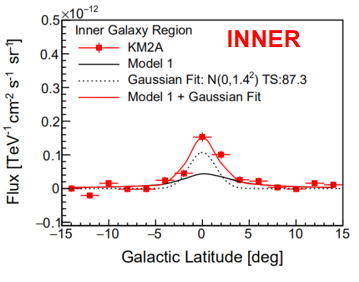 ×10⁻¹²
0.5
Inner Galaxy Region
INNER
KM2A
0.4
Model 1
Gaussian Fit: N(0,1.4²) TS:87.3
0.3
Model 1 + Gaussian Fit
0.2
0.1
0
−0.1
−15 −10 −5 0 5 10 15
Galactic Latitude [deg]
Flux [TeV⁻¹ cm⁻² s⁻¹ sr⁻¹]